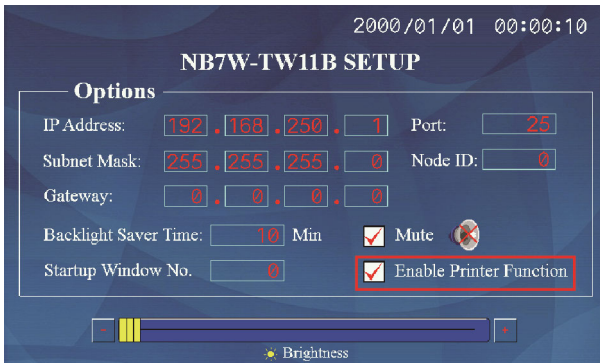 2000/01/01 00:00:10
NB7W-TW11B SETUP
Options
IP Address: 192 . 168 . 250 . 1 Port: 25
Subnet Mask: 255 . 255 . 255 . 0 Node ID: 0
Gateway: 0 . 0 . 0 . 0
Backlight Saver Time: 10 Min Mute
Startup Window No. 0 Enable Printer Function
- +
Brightness